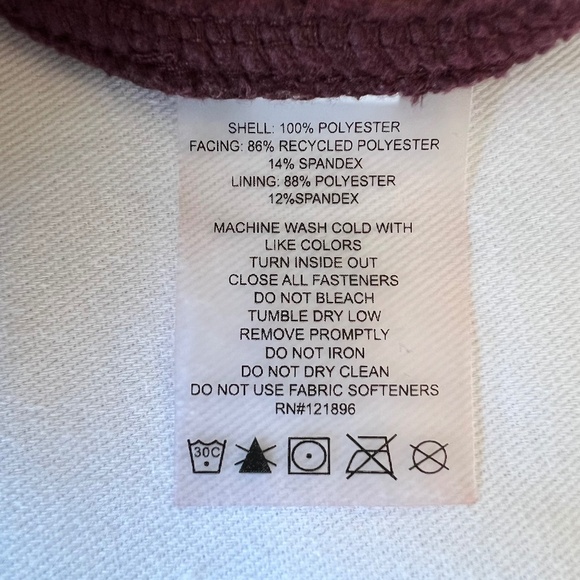 SHELL: 100% POLYESTER
FACING: 86% RECYCLED POLYESTER
14% SPANDEX
LINING: 88% POLYESTER
12%SPANDEX
MACHINE WASH COLD WITH
LIKE COLORS
TURN INSIDE OUT
CLOSE ALL FASTENERS
DO NOT BLEACH
TUMBLE DRY LOW
REMOVE PROMPTLY
DO NOT IRON
DO NOT DRY CLEAN
DO NOT USE FABRIC SOFTENERS
RN#121896
30C